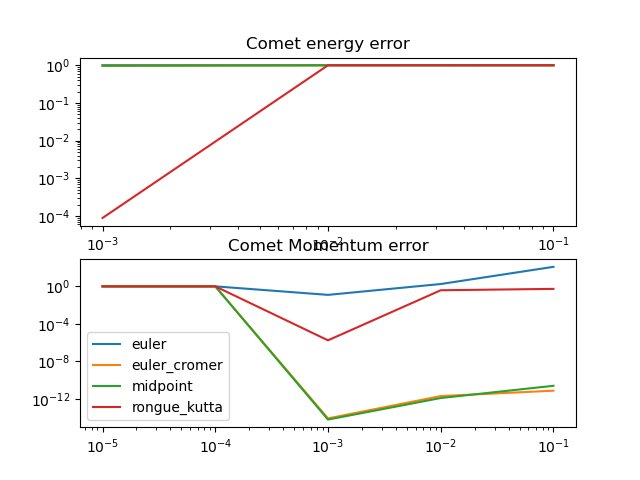 Comet energy error
10^0
10^-1
10^-2
10^-3
10^-4
10^-3 10^-2 10^-1
Comet Momentum error
10^0
10^-4
10^-8
10^-12
euler
euler_cromer
midpoint
rongue_kutta
10^-5 10^-4 10^-3 10^-2 10^-1